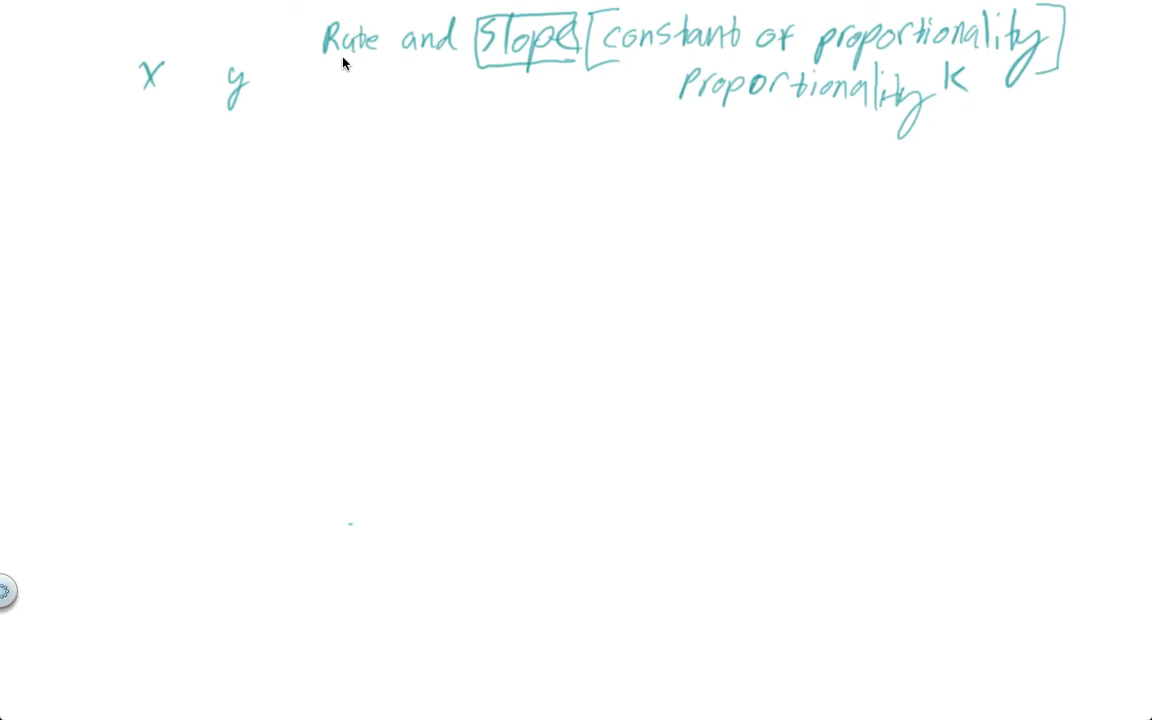 Rate and Slope [constant of proportionality]
x y Proportionality k